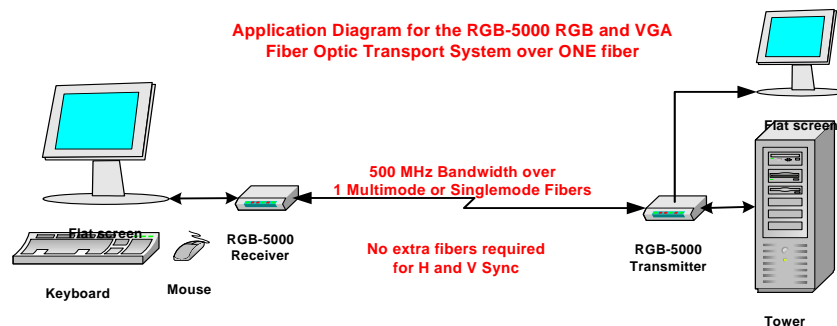 Application Diagram for the RGB-5000 RGB and VGA
Fiber Optic Transport System over ONE fiber
Flat screen
500 MHz Bandwidth over
1 Multimode or Singlemode Fibers
Flat screen
RGB-5000
Receiver
No extra fibers required
for H and V Sync
RGB-5000
Transmitter
Keyboard
Mouse
Tower